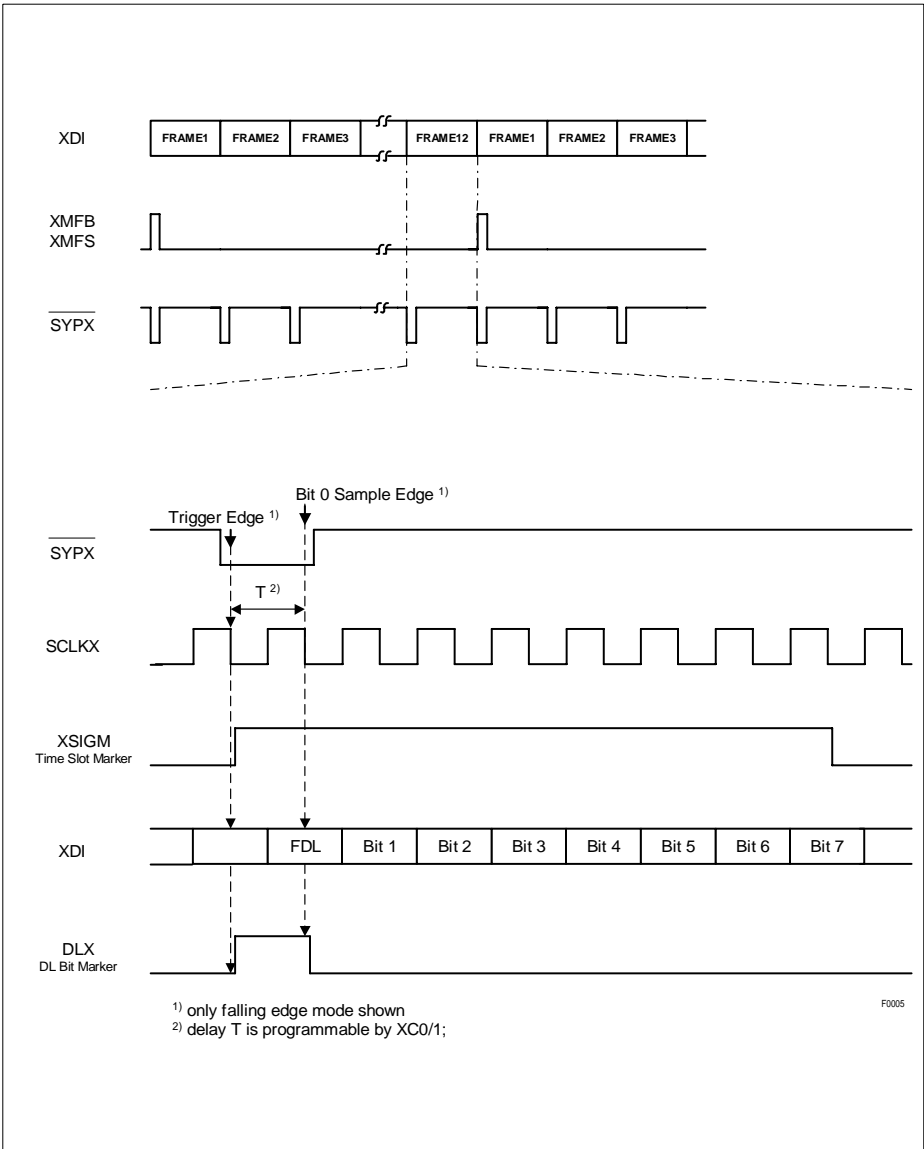 XDI
FRAME1 FRAME2 FRAME3 FRAME12 FRAME1 FRAME2 FRAME3
XMFB
XMFS
SYPX
Bit 0 Sample Edge 1)
Trigger Edge 1)
SYPX
T 2)
SCLKX
XSIGM
Time Slot Marker
XDI
FDL Bit 1 Bit 2 Bit 3 Bit 4 Bit 5 Bit 6 Bit 7
DLX
DL Bit Marker
1) only falling edge mode shown
2) delay T is programmable by XC0/1;
F0005